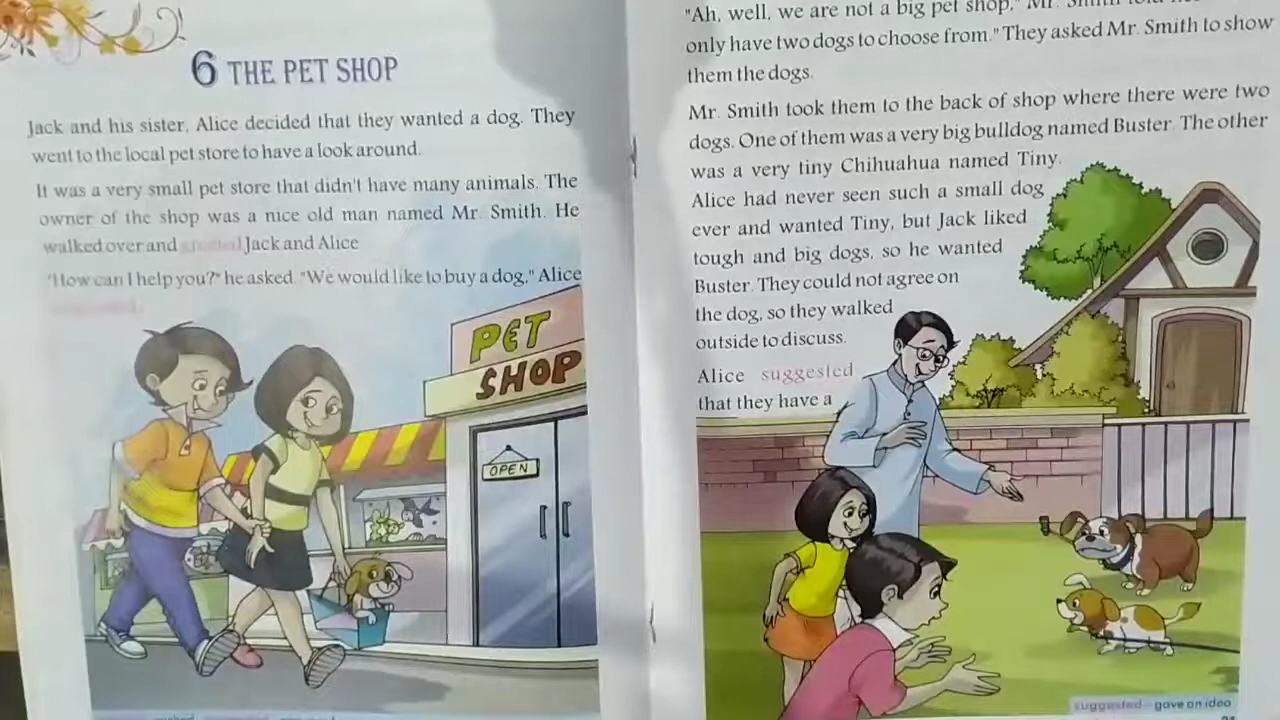 6 THE PET SHOP
Jack and his sister, Alice decided that they wanted a dog. They
went to the local pet store to have a look around.
It was a very small pet store that didn't have many animals. The
owner of the shop was a nice old man named Mr. Smith. He
walked over and greeted Jack and Alice
"How can I help you?" he asked. "We would like to buy a dog," Alice
PET
SHOP
OPEN
"Ah, well, we are not a big pet shop," Mr. Smith told
only have two dogs to choose from." They asked Mr. Smith to show
them the dogs.
Mr. Smith took them to the back of shop where there were two
dogs. One of them was a very big bulldog named Buster. The other
was a very tiny Chihuahua named Tiny.
Alice had never seen such a small dog
ever and wanted Tiny, but Jack liked
tough and big dogs, so he wanted
Buster. They could not agree on
the dog, so they walked
outside to discuss.
Alice suggested
that they have a
suggested - gave an idea